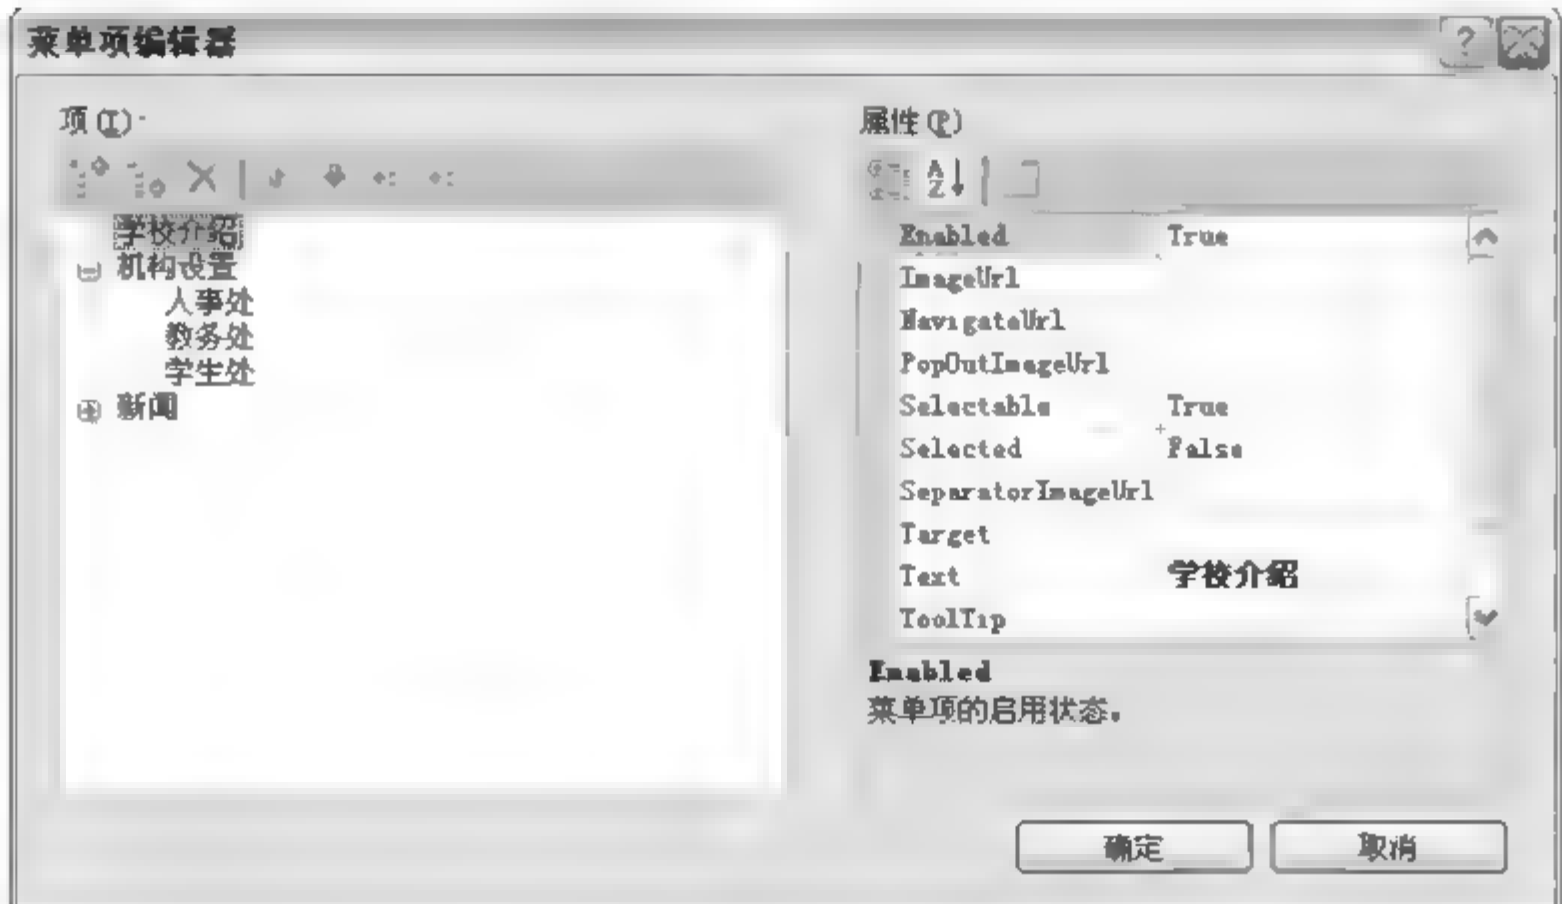 菜单项编辑器
项(I):
学校介绍
机构设置
人事处
教务处
学生处
新闻
属性(P)
Enabled True
ImageUrl
NavigateUrl
PopOutImageUrl
Selectable True
Selected False
SeparatorImageUrl
Target
Text 学校介绍
ToolTip
Enabled
菜单项的启用状态。
确定 取消